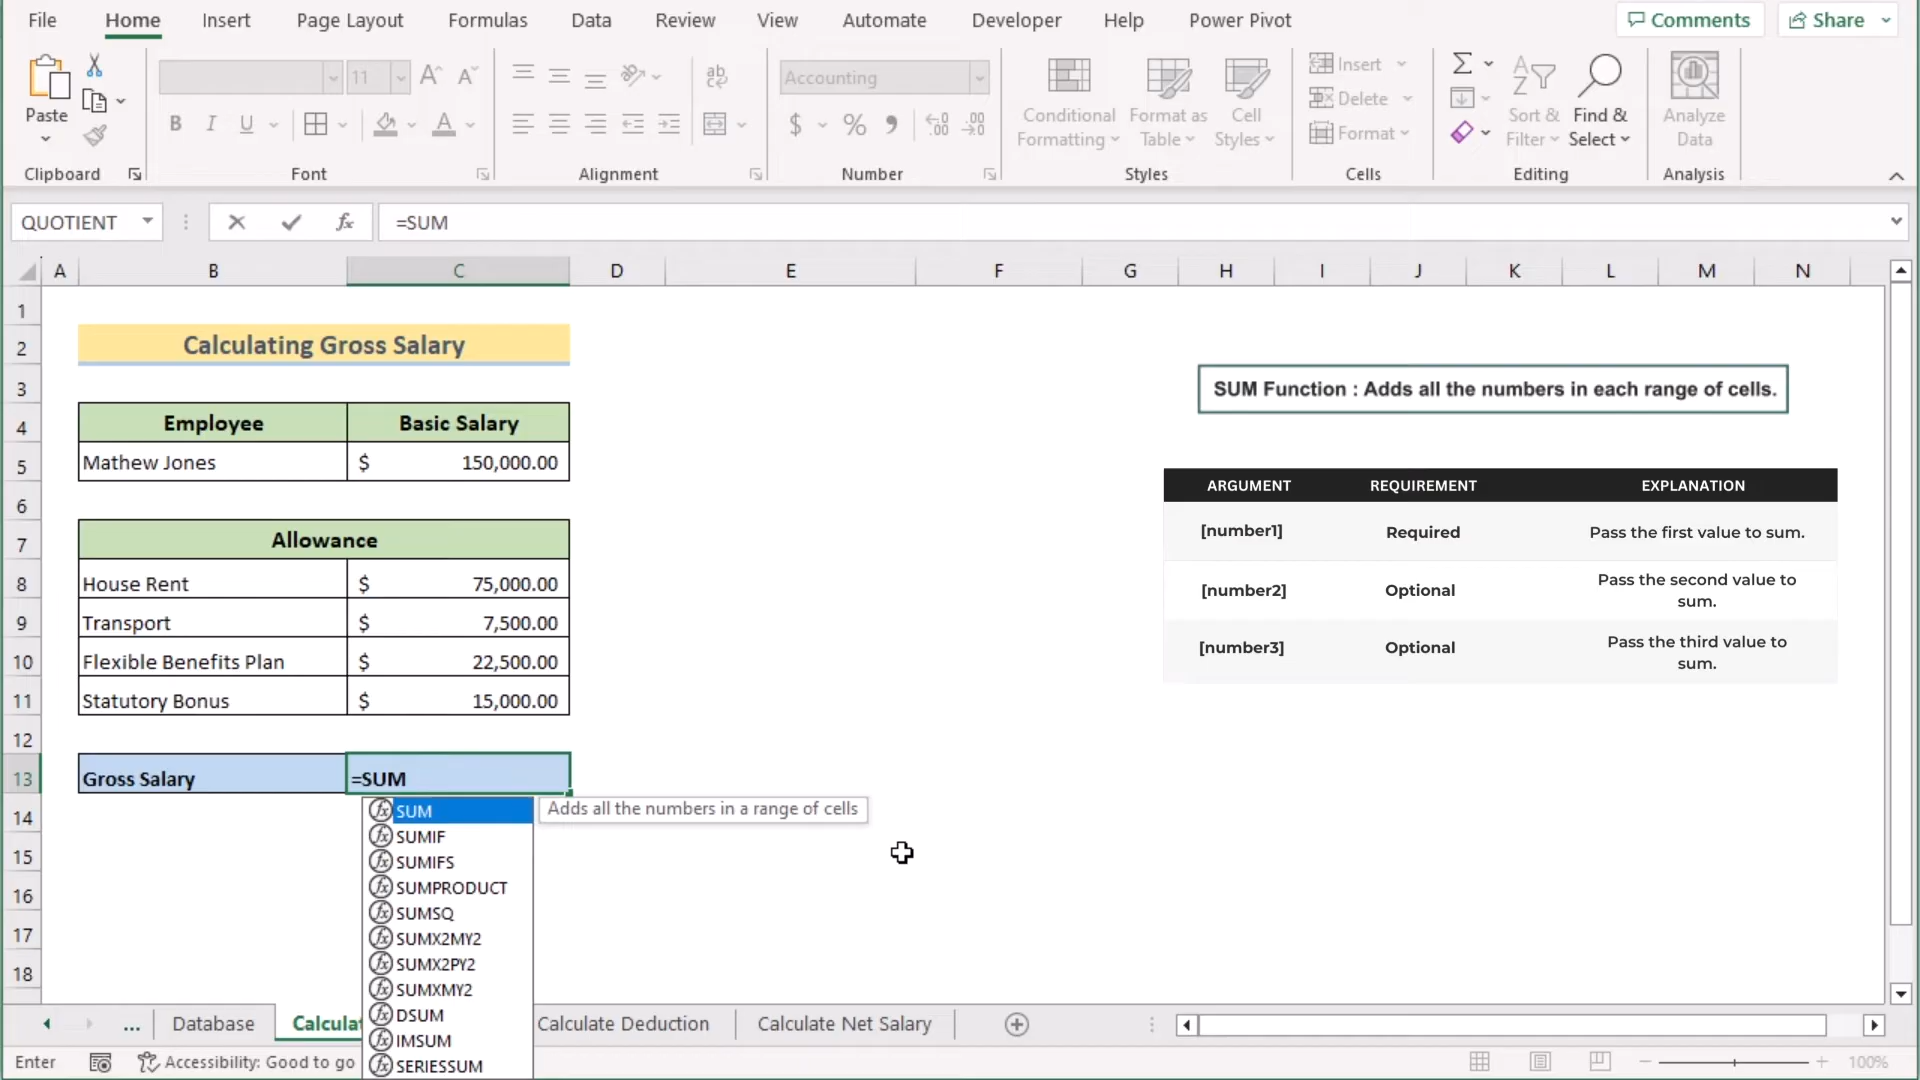 File Home Insert Page Layout Formulas Data Review View Automate Developer Help Power Pivot Comments Share
11 Accounting Insert
Paste Conditional Format as Cell Delete Sort & Find & Analyze
B I U $ % Formatting Table Styles Format Filter Select Data
Clipboard Font Alignment Number Styles Cells Editing Analysis
QUOTIENT fx =SUM
A B C D E F G H I J K L M N
1
2 Calculating Gross Salary
3 SUM Function : Adds all the numbers in each range of cells.
4 Employee Basic Salary
5 Mathew Jones $ 150,000.00
ARGUMENT REQUIREMENT EXPLANATION
6
7 Allowance
[number1] Required Pass the first value to sum.
8 House Rent $ 75,000.00
[number2] Optional Pass the second value to
sum.
9 Transport $ 7,500.00
[number3] Optional Pass the third value to
sum.
10 Flexible Benefits Plan $ 22,500.00
11 Statutory Bonus $ 15,000.00
12
13 Gross Salary =SUM
SUM Adds all the numbers in a range of cells
14
SUMIF
15
SUMIFS
16
SUMPRODUCT
SUMSQ
17
SUMX2MY2
18
SUMX2PY2
SUMXMY2
DSUM
... Database Calculat Calculate Deduction Calculate Net Salary
IMSUM
SERIESSUM
Enter Accessibility: Good to go 100%